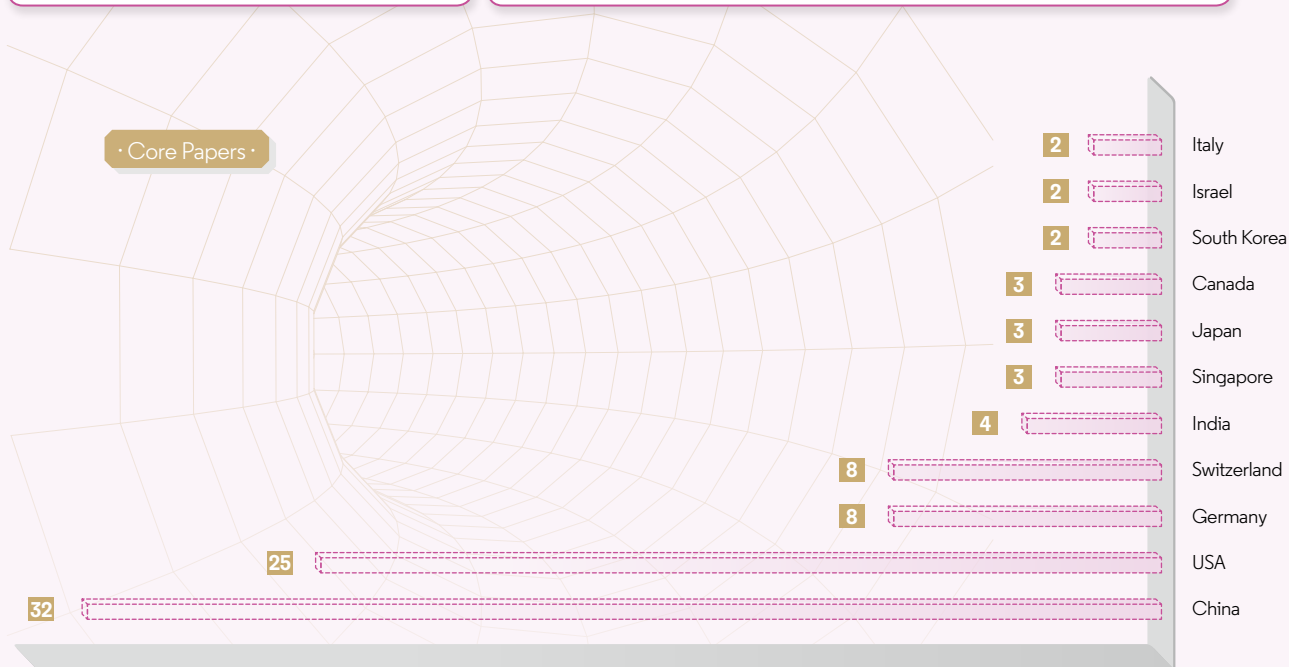 · Core Papers ·
2 Italy
2 Israel
2 South Korea
3 Canada
3 Japan
3 Singapore
4 India
8 Switzerland
8 Germany
25 USA
32 China